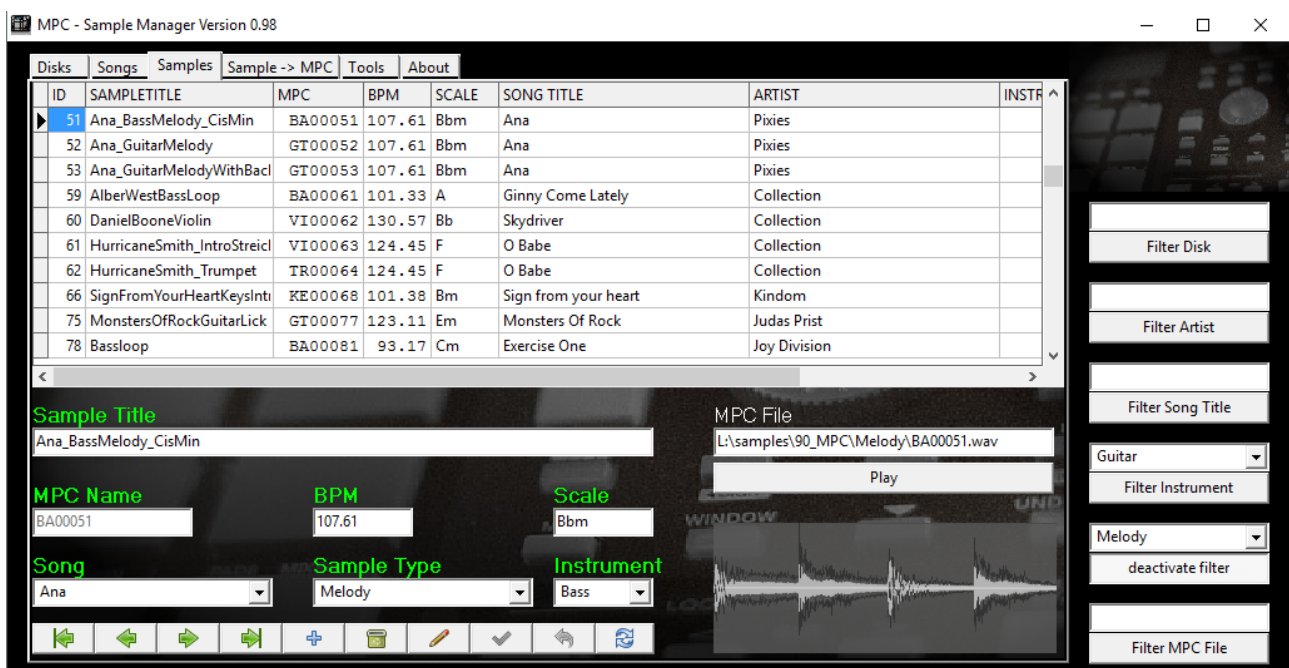 MPC - Sample Manager Version 0.98
Disks Songs Samples Sample -> MPC Tools About
ID SAMPLETITLE MPC BPM SCALE SONG TITLE ARTIST INSTR
51 Ana_BassMelody_CisMin BA00051 107.61 Bbm Ana Pixies
52 Ana_GuitarMelody GT00052 107.61 Bbm Ana Pixies
53 Ana_GuitarMelodyWithBacl GT00053 107.61 Bbm Ana Pixies
59 AlberWestBassLoop BA00061 101.33 A Ginny Come Lately Collection
60 DanielBooneViolin VI00062 130.57 Bb Skydriver Collection
61 HurricaneSmith_IntroStreicl VI00063 124.45 F O Babe Collection
62 HurricaneSmith_Trumpet TR00064 124.45 F O Babe Collection
66 SignFromYourHeartKeysIntr KE00068 101.38 Bm Sign from your heart Kindom
75 MonstersOfRockGuitarLick GT00077 123.11 Em Monsters Of Rock Judas Prist
78 Bassloop BA00081 93.17 Cm Exercise One Joy Division
Filter Disk
Filter Artist
Filter Song Title
Guitar
Filter Instrument
Melody
deactivate filter
Filter MPC File
Sample Title
Ana_BassMelody_CisMin
MPC File
L:\samples\90_MPC\Melody\BA00051.wav
Play
MPC Name BPM Scale
BA00051 107.61 Bbm
WINDOW
UND
Song Sample Type Instrument
Ana Melody Bass